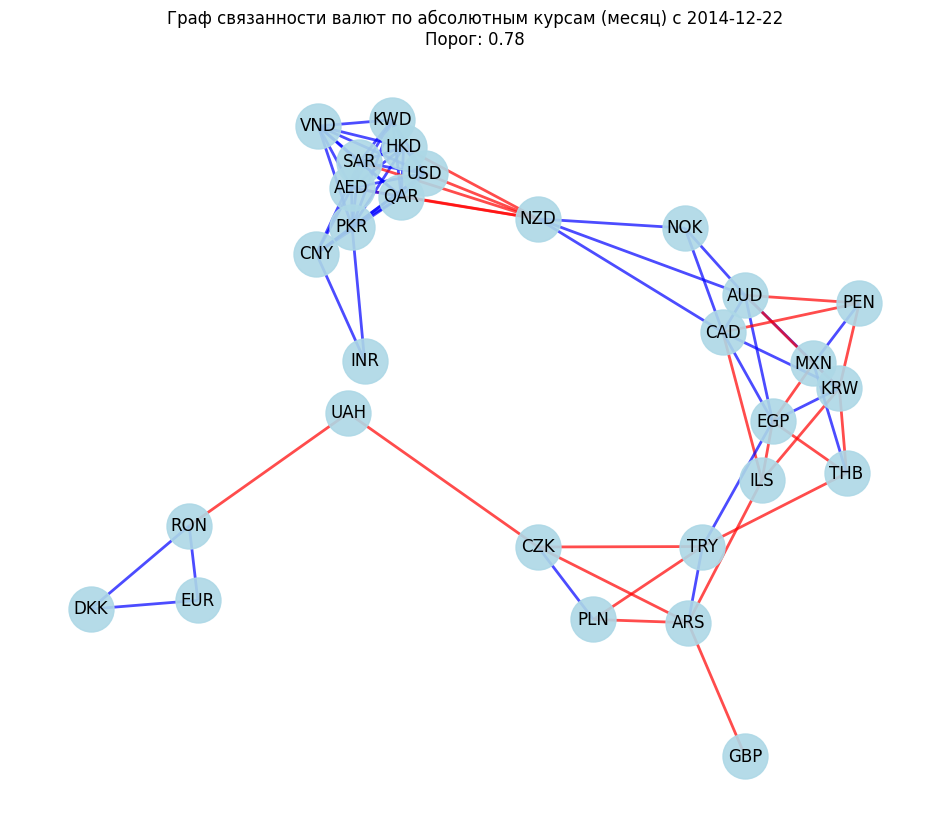 Граф связанности валют по абсолютным курсам (месяц) с 2014-12-22
Порог: 0.78
VND
KWD
HKD
SAR
USD
AED
QAR
PKR
CNY
NZD
NOK
AUD
PEN
CAD
INR
MXN
KRW
UAH
EGP
ILS
THB
RON
CZK
TRY
DKK
EUR
PLN
ARS
GBP